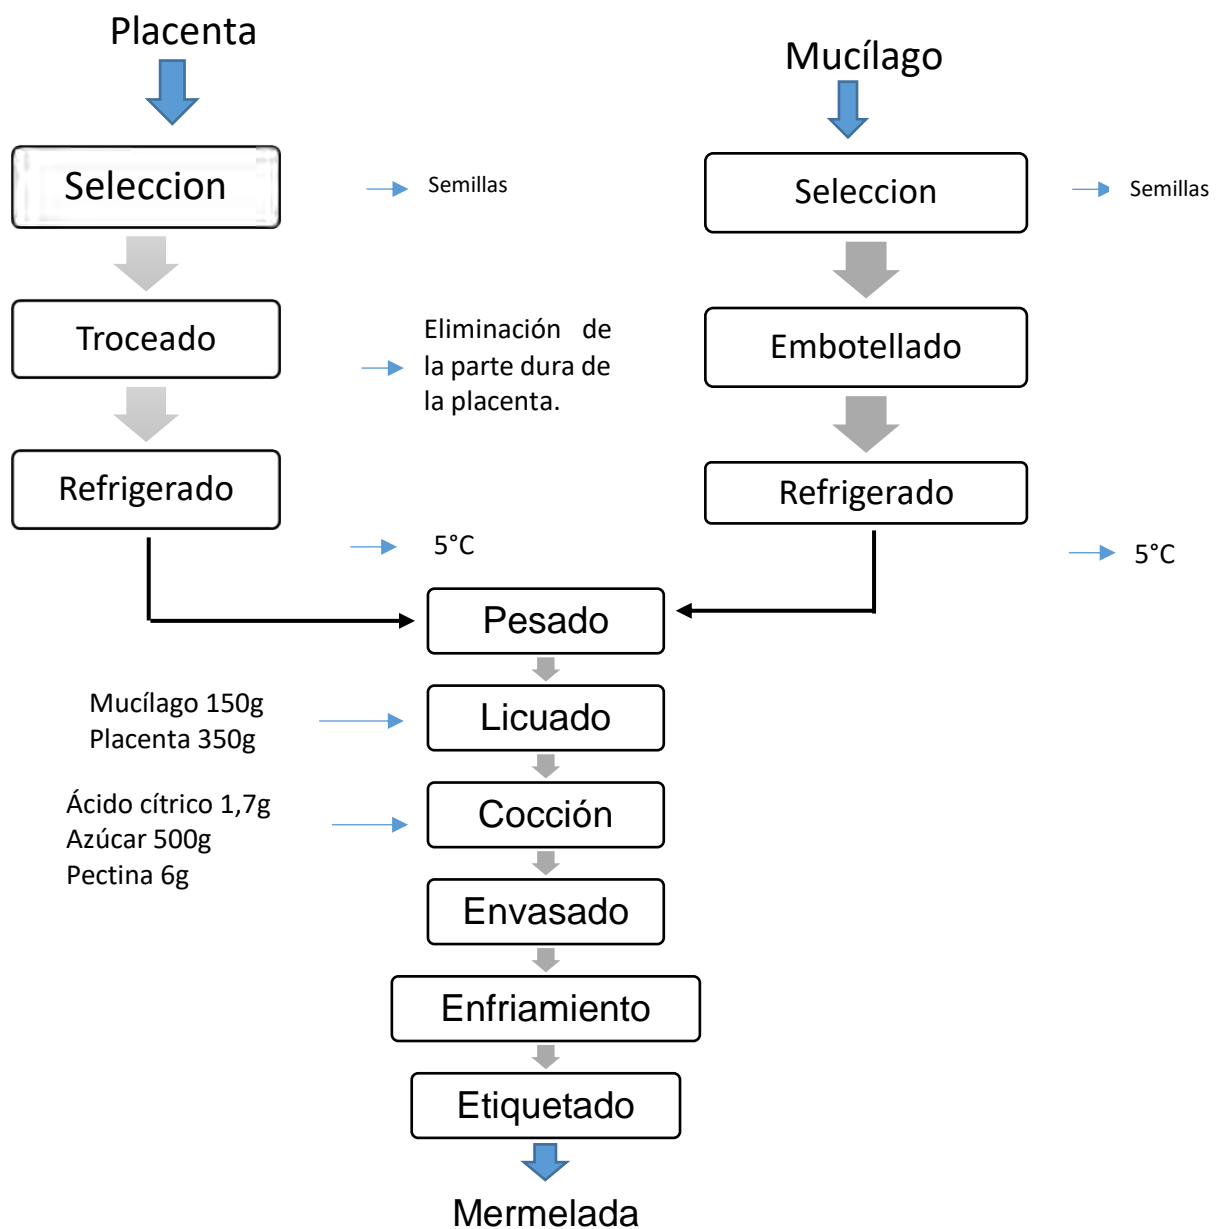 Placenta
Mucílago
Seleccion
Semillas
Seleccion
Semillas
Troceado
Eliminación de
la parte dura de
la placenta.
Embotellado
Refrigerado
5°C
Refrigerado
5°C
Pesado
Mucílago 150g
Placenta 350g
Licuado
Ácido cítrico 1,7g
Azúcar 500g
Pectina 6g
Cocción
Envasado
Enfriamiento
Etiquetado
Mermelada